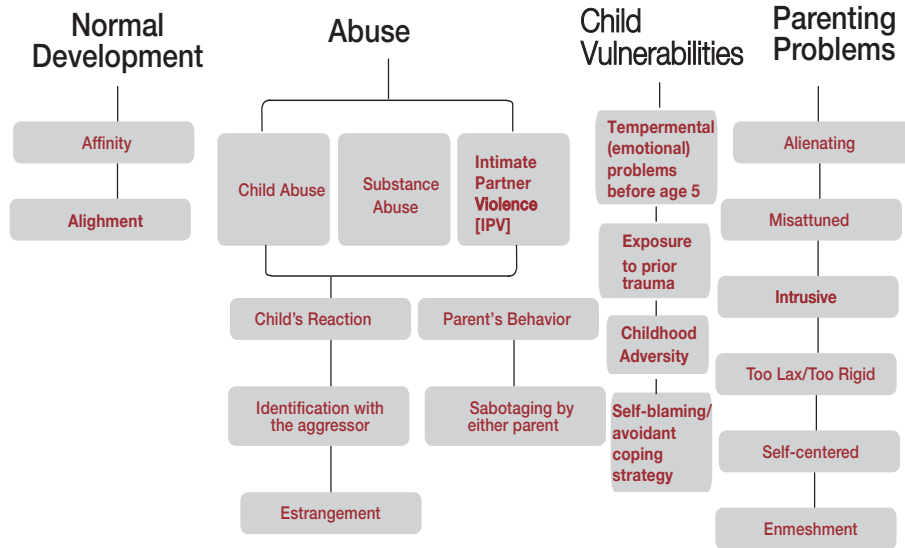 Normal
Development
Affinity
Alighment
Abuse
Child Abuse
Substance
Abuse
Intimate
Partner
Violence
[IPV]
Child's Reaction
Parent's Behavior
Identification with
the aggressor
Sabotaging by
either parent
Estrangement
Child
Vulnerabilities
Tempermental
(emotional)
problems
before age 5
Exposure
to prior
trauma
Childhood
Adversity
Self-blaming/
avoidant
coping
strategy
Parenting
Problems
Alienating
Misattuned
Intrusive
Too Lax/Too Rigid
Self-centered
Enmeshment